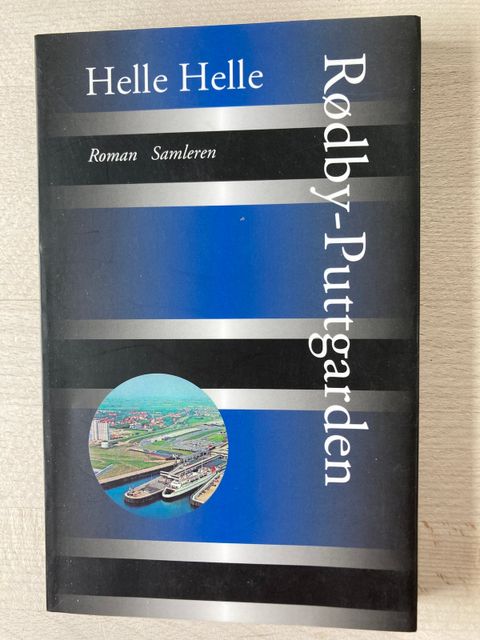 Helle Helle
Roman Samleren
Rødby-Puttgarden